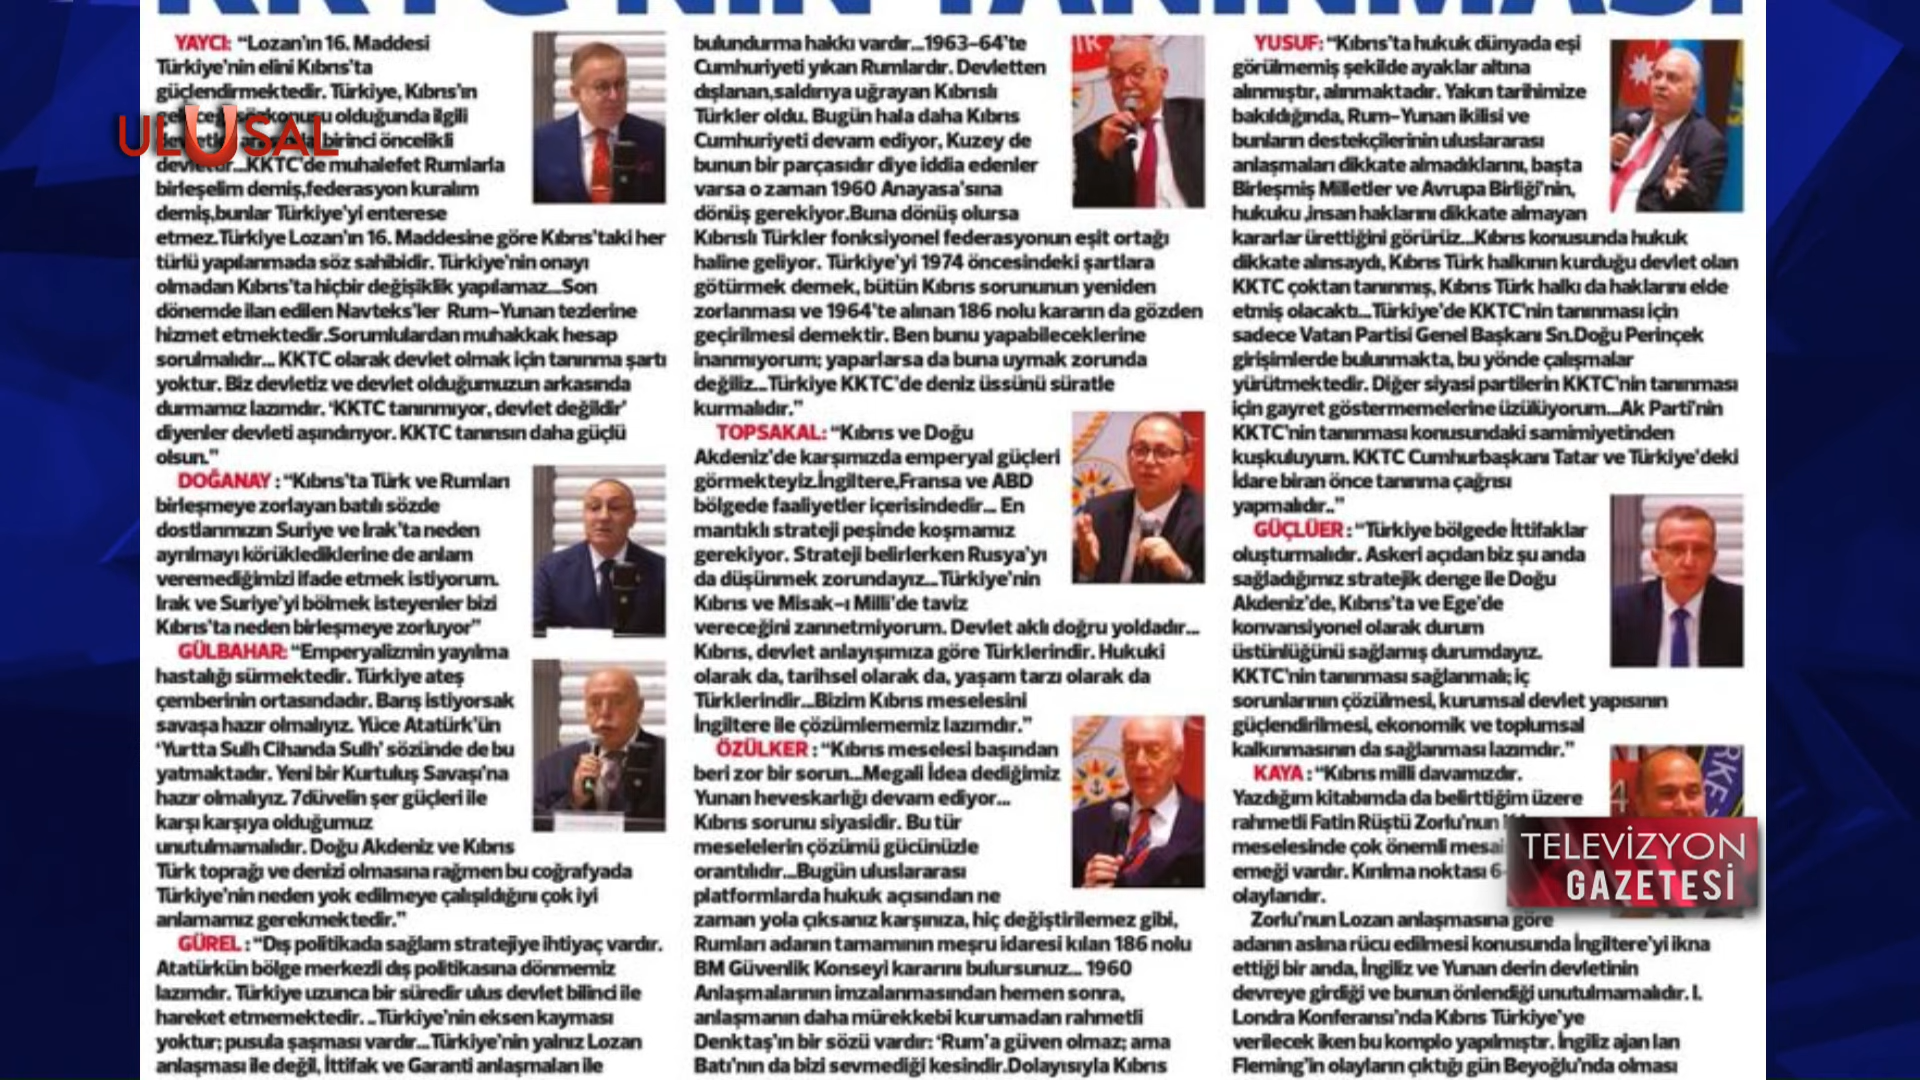 KKTC'NİN TANINMASI
YAYCI: “Lozan'ın 16. Maddesi
Türkiye'nin elini Kıbrıs'ta
güçlendirmektedir. Türkiye, Kıbrıs'ın
konusu olduğunda ilgili
birinci öncelikli
KKTC'de muhalefet Rumlarla
birleşelim demiş,federasyon kuralım
demiş,bunlar Türkiye'yi enterese
etmez.Türkiye Lozan'ın 16. Maddesine göre Kıbrıs'taki her
türlü yapılanmada söz sahibidir. Türkiye'nin onayı
olmadan Kıbrıs'ta hiçbir değişiklik yapılamaz...Son
dönemde ilan edilen Navteks'ler Rum-Yunan tezlerine
hizmet etmektedir.Sorumlulardan muhakkak hesap
sorulmalıdır... KKTC olarak devlet olmak için tanınma şartı
yoktur. Biz devletiz ve devlet olduğumuzun arkasında
durmamız lazımdır. ‘KKTC tanınmıyor, devlet değildir’
diyenler devleti aşındırıyor. KKTC tanınsın daha güçlü
olsun.”
DOĞANAY : “Kıbrıs'ta Türk ve Rumları
birleşmeye zorlayan batılı sözde
dostlarımızın Suriye ve Irak'ta neden
ayrılmayı körüklediklerine de anlam
veremediğimizi ifade etmek istiyorum.
Irak ve Suriye'yi bölmek isteyenler bizi
Kıbrıs'ta neden birleşmeye zorluyor”
GÜLBAHAR: “Emperyalizmin yayılma
hastalığı sürmektedir. Türkiye ateş
çemberinin ortasındadır. Barış istiyorsak
savaşa hazır olmalıyız. Yüce Atatürk'ün
‘Yurtta Sulh Cihanda Sulh’ sözünde de bu
yatmaktadır. Yeni bir Kurtuluş Savaşı'na
hazır olmalıyız. 7düvelin şer güçleri ile
karşı karşıya olduğumuz
unutulmamalıdır. Doğu Akdeniz ve Kıbrıs
Türk toprağı ve denizi olmasına rağmen bu coğrafyada
Türkiye'nin neden yok edilmeye çalışıldığını çok iyi
anlamamız gerekmektedir.”
GÜREL : “Dış politikada sağlam stratejiye ihtiyaç vardır.
Atatürkün bölge merkezli dış politikasına dönmemiz
lazımdır. Türkiye uzunca bir süredir ulus devlet bilinci ile
hareket etmemektedir. ..Türkiye'nin eksen kayması
yoktur; pusula şaşması vardır...Türkiye'nin yalnız Lozan
anlaşması ile değil, İttifak ve Garanti anlaşmaları ile
bulundurma hakkı vardır...1963-64'te
Cumhuriyeti yıkan Rumlardır. Devletten
dışlanan,saldırıya uğrayan Kıbrıslı
Türkler oldu. Bugün hala daha Kıbrıs
Cumhuriyeti devam ediyor, Kuzey de
bunun bir parçasıdır diye iddia edenler
varsa o zaman 1960 Anayasa'sına
dönüş gerekiyor.Buna dönüş olursa
Kıbrıslı Türkler fonksiyonel federasyonun eşit ortağı
haline geliyor. Türkiye'yi 1974 öncesindeki şartlara
götürmek demek, bütün Kıbrıs sorununun yeniden
zorlanması ve 1964'te alınan 186 nolu kararın da gözden
geçirilmesi demektir. Ben bunu yapabileceklerine
inanmıyorum; yaparlarsa da buna uymak zorunda
değiliz...Türkiye KKTC'de deniz üssünü süratle
kurmalıdır.”
TOPSAKAL: “Kıbrıs ve Doğu
Akdeniz'de karşımızda emperyal güçleri
görmekteyiz.İngiltere,Fransa ve ABD
bölgede faaliyetler içerisindedir... En
mantıklı strateji peşinde koşmamız
gerekiyor. Strateji belirlerken Rusya'yı
da düşünmek zorundayız...Türkiye'nin
Kıbrıs ve Misak-ı Milli'de taviz
vereceğini zannetmiyorum. Devlet aklı doğru yoldadır...
Kıbrıs, devlet anlayışımıza göre Türklerindir. Hukuki
olarak da, tarihsel olarak da, yaşam tarzı olarak da
Türklerindir...Bizim Kıbrıs meselesini
İngiltere ile çözümlememiz lazımdır.”
ÖZÜLKER : “Kıbrıs meselesi başından
beri zor bir sorun...Megali İdea dediğimiz
Yunan heveskarlığı devam ediyor...
Kıbrıs sorunu siyasidir. Bu tür
meselelerin çözümü gücünüzle
orantılıdır...Bugün uluslararası
platformlarda hukuk açısından ne
zaman yola çıksanız karşınıza, hiç değiştirilemez gibi,
Rumları adanın tamamının meşru idaresi kılan 186 nolu
BM Güvenlik Konseyi kararını bulursunuz... 1960
Anlaşmalarının imzalanmasından hemen sonra,
anlaşmanın daha mürekkebi kurumadan rahmetli
Denktaş'ın bir sözü vardır: ‘Rum'a güven olmaz; ama
Batı'nın da bizi sevmediği kesindir.Dolayısıyla Kıbrıs
YUSUF: “Kıbrıs'ta hukuk dünyada eşi
görülmemiş şekilde ayaklar altına
alınmıştır, alınmaktadır. Yakın tarihimize
bakıldığında, Rum-Yunan ikilisi ve
bunların destekçilerinin uluslararası
anlaşmaları dikkate almadıklarını, başta
Birleşmiş Milletler ve Avrupa Birliği'nin,
hukuku ,insan haklarını dikkate almayan
kararlar ürettiğini görürüz...Kıbrıs konusunda hukuk
dikkate alınsaydı, Kıbrıs Türk halkının kurduğu devlet olan
KKTC çoktan tanınmış, Kıbrıs Türk halkı da haklarını elde
etmiş olacaktı...Türkiye'de KKTC'nin tanınması için
sadece Vatan Partisi Genel Başkanı Sn.Doğu Perinçek
girişimlerde bulunmakta, bu yönde çalışmalar
yürütmektedir. Diğer siyasi partilerin KKTC'nin tanınması
için gayret göstermemelerine üzülüyorum...Ak Parti'nin
KKTC'nin tanınması konusundaki samimiyetinden
kuşkuluyum. KKTC Cumhurbaşkanı Tatar ve Türkiye'deki
İdare biran önce tanınma çağrısı
yapmalıdır..”
GÜÇLÜER : “Türkiye bölgede İttifaklar
oluşturmalıdır. Askeri açıdan biz şu anda
sağladığımız stratejik denge ile Doğu
Akdeniz'de, Kıbrıs'ta ve Ege'de
konvansiyonel olarak durum
üstünlüğünü sağlamış durumdayız.
KKTC'nin tanınması sağlanmalı; iç
sorunlarının çözülmesi, kurumsal devlet yapısının
güçlendirilmesi, ekonomik ve toplumsal
kalkınmasının da sağlanması lazımdır.”
KAYA : “Kıbrıs milli davamızdır.
Yazdığım kitabımda da belirttiğim üzere
rahmetli Fatin Rüştü Zorlu'nun
meselesinde çok önemli
emeği vardır. Kırılma noktası 6-
olaylarıdır.
Zorlu'nun Lozan anlaşmasına göre
adanın aslına rücu edilmesi konusunda İngiltere'yi ikna
ettiği bir anda, İngiliz ve Yunan derin devletinin
devreye girdiği ve bunun önlendiği unutulmamalıdır. I.
Londra Konferansı'nda Kıbrıs Türkiye'ye
verilecek iken bu komplo yapılmıştır. İngiliz ajan Ian
Fleming'in olayların çıktığı gün Beyoğlu'nda olması
ULUSAL
TELEVİZYON
GAZETESİ